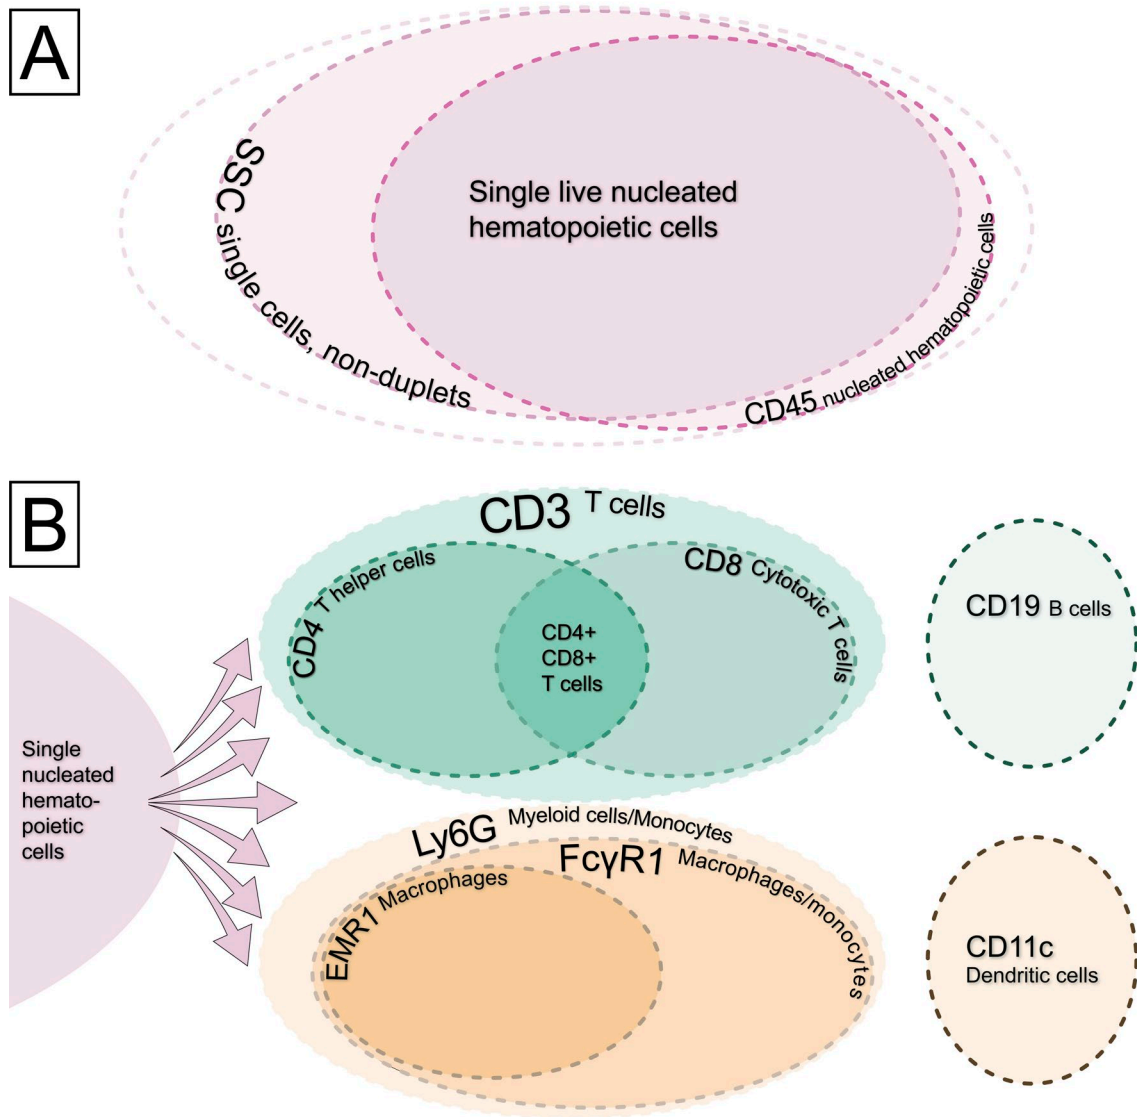 A
SSC single cells, non-duplets
Single live nucleated
hematopoietic cells
CD45 nucleated hematopoietic cells
B
Single
nucleated
hemato-
poietic
cells
CD3 T cells
CD4 T helper cells
CD8 Cytotoxic T cells
CD4+
CD8+
T cells
CD19 B cells
Ly6G Myeloid cells/Monocytes
FcγR1 Macrophages/monocytes
EMR1 Macrophages
CD11c
Dendritic cells